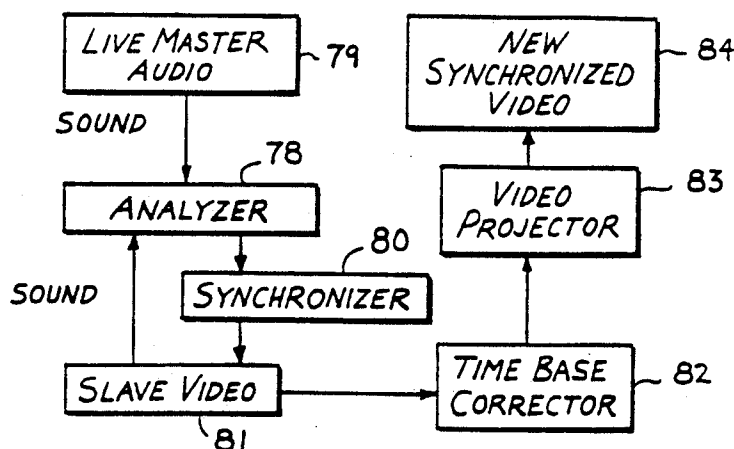 LIVE MASTER
AUDIO
79
SOUND
78
ANALYZER
80
SOUND
SYNCHRONIZER
SLAVE VIDEO
81
NEW
SYNCHRONIZED
VIDEO
84
VIDEO
PROJECTOR
83
TIME BASE
CORRECTOR
82